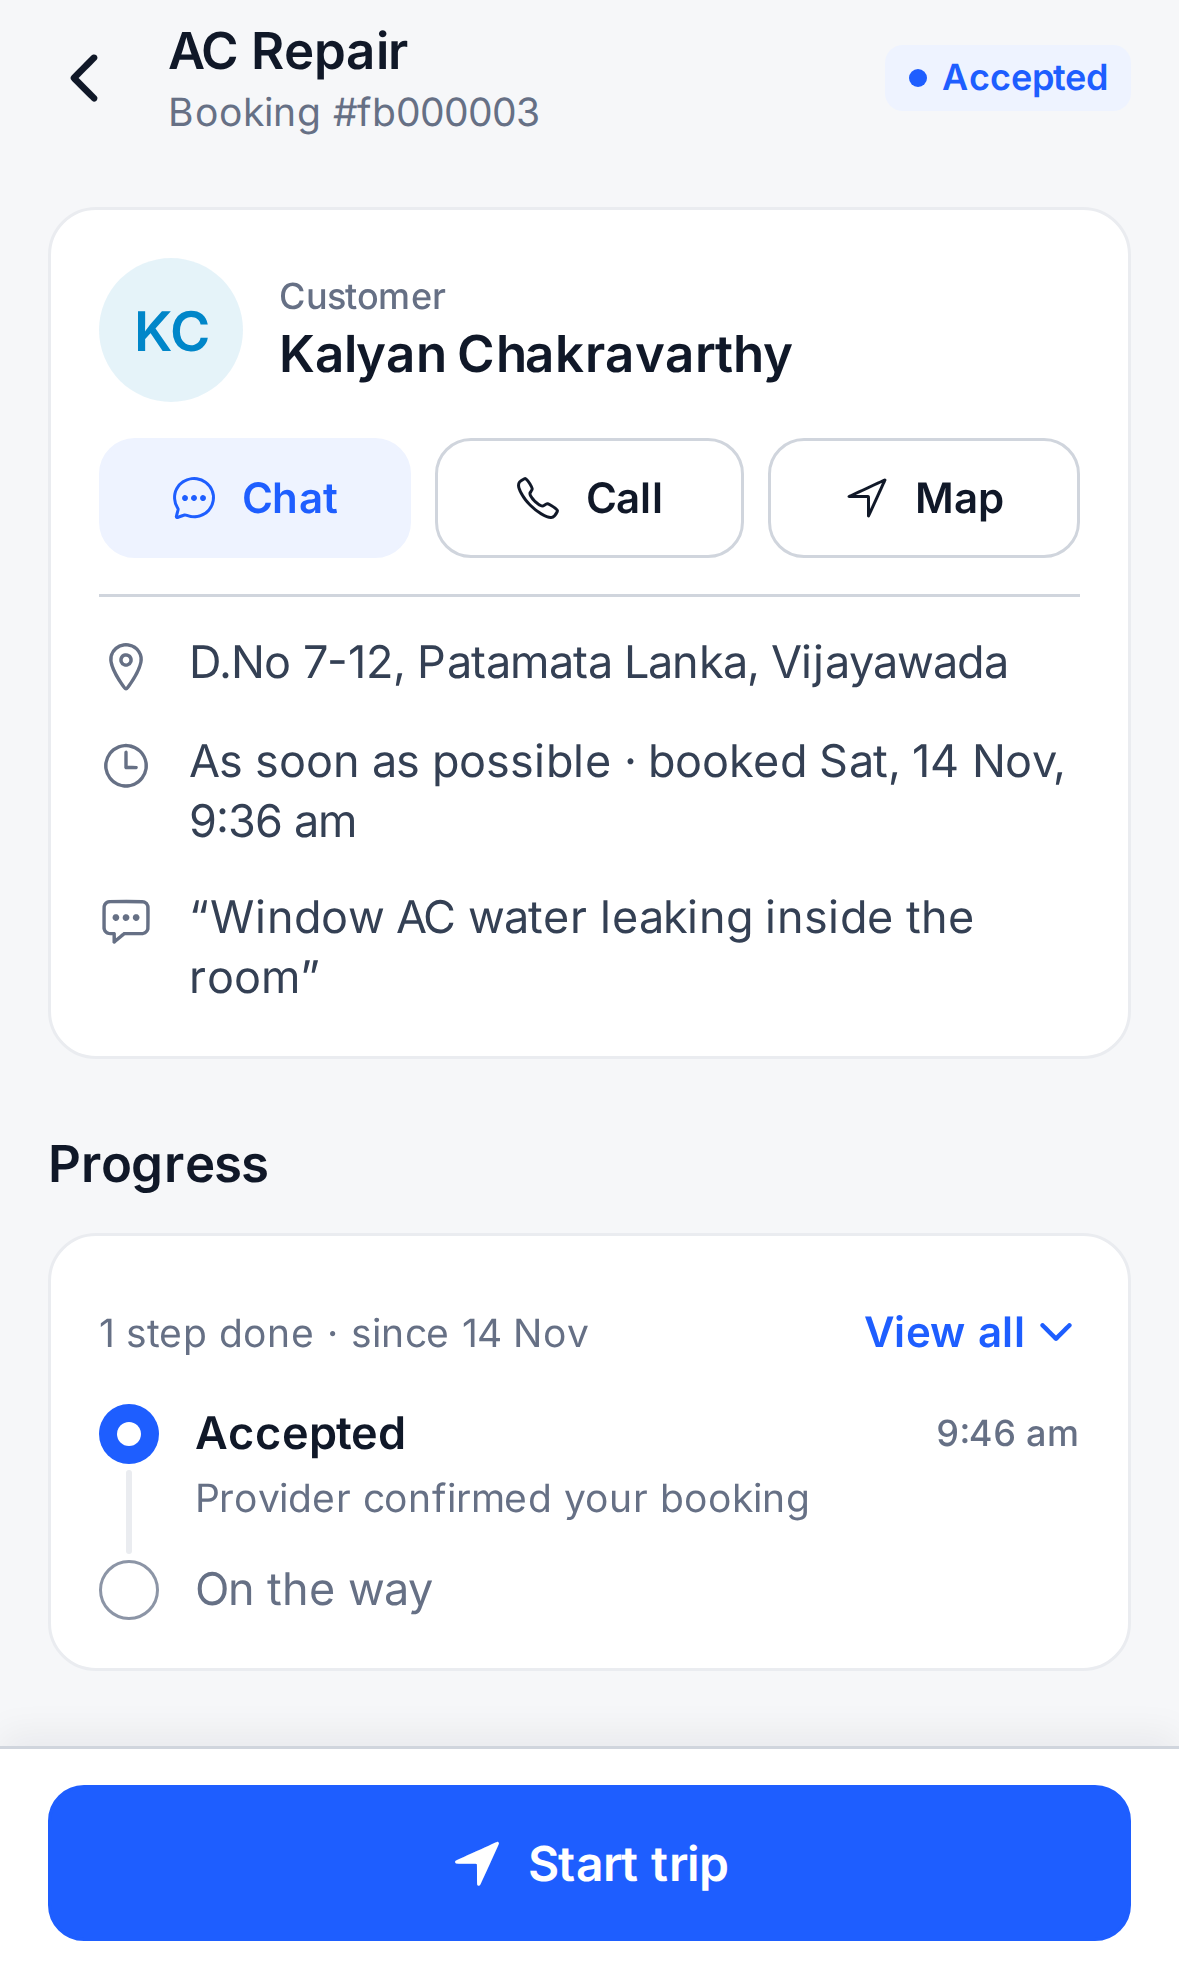 AC Repair
Booking #fb000003
Accepted
KC
Customer
Kalyan Chakravarthy
Chat
Call
Map
D.No 7-12, Patamata Lanka, Vijayawada
As soon as possible · booked Sat, 14 Nov,
9:36 am
“Window AC water leaking inside the
room”
Progress
1 step done · since 14 Nov
View all
Accepted
9:46 am
Provider confirmed your booking
On the way
Start trip